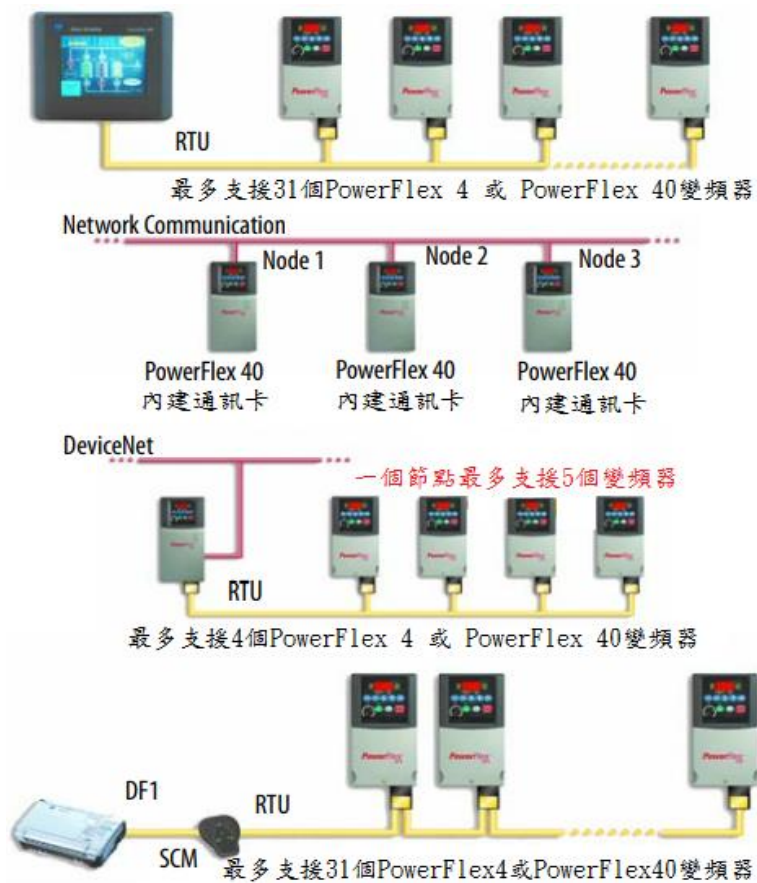 RTU
最多支援31個PowerFlex 4 或 PowerFlex 40變頻器
Network Communication
Node 1
Node 2
Node 3
PowerFlex 40
內建通訊卡
PowerFlex 40
內建通訊卡
PowerFlex 40
內建通訊卡
DeviceNet
一個節點最多支援5個變頻器
RTU
最多支援4個PowerFlex 4 或 PowerFlex 40變頻器
DF1
SCM
RTU
最多支援31個PowerFlex4或PowerFlex40變頻器